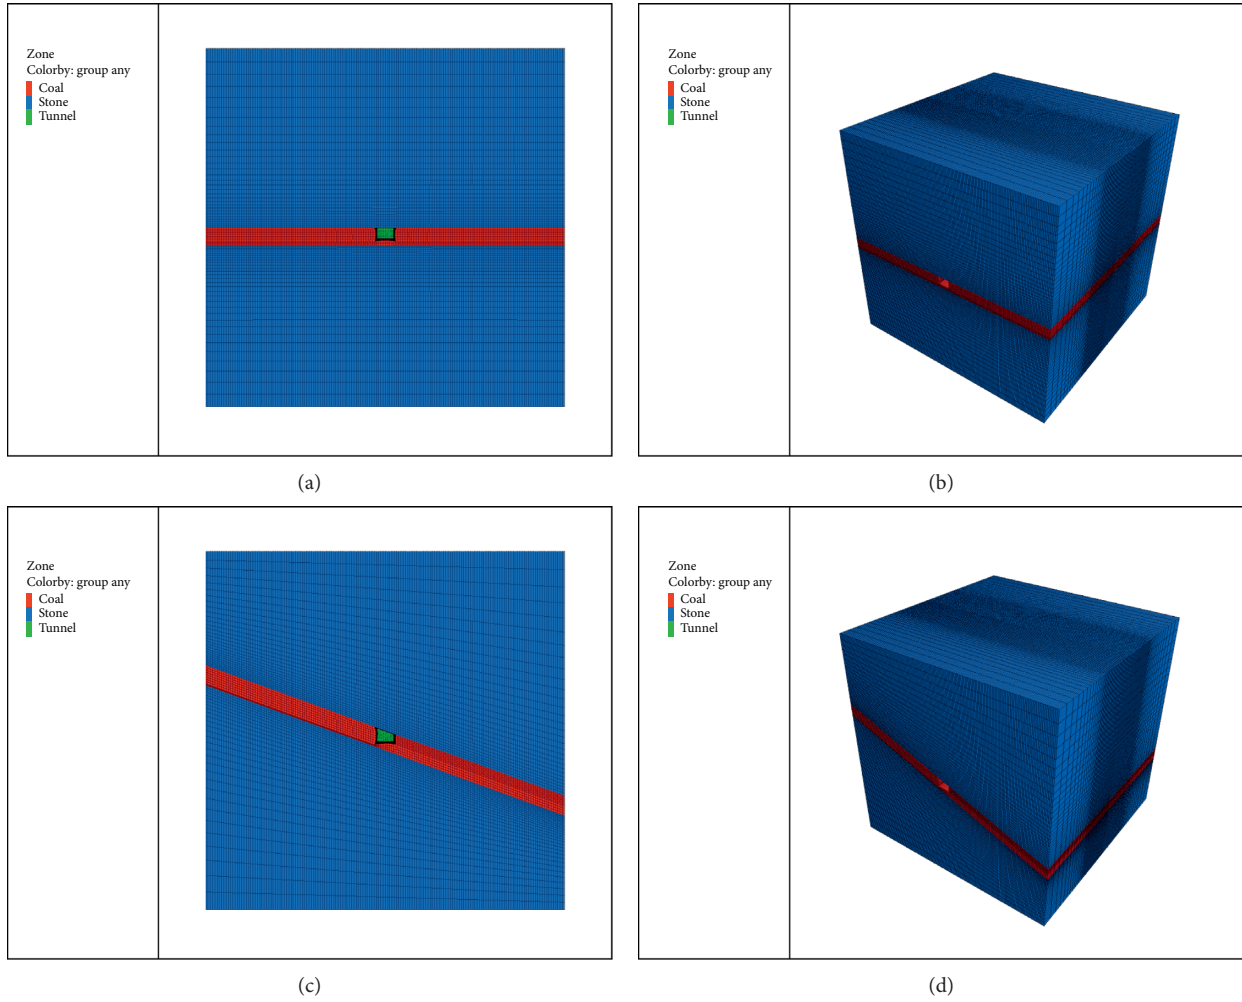 Zone
Colorby: group any
Coal
Stone
Tunnel
(a)
Zone
Colorby: group any
Coal
Stone
Tunnel
(b)
Zone
Colorby: group any
Coal
Stone
Tunnel
(c)
Zone
Colorby: group any
Coal
Stone
Tunnel
(d)